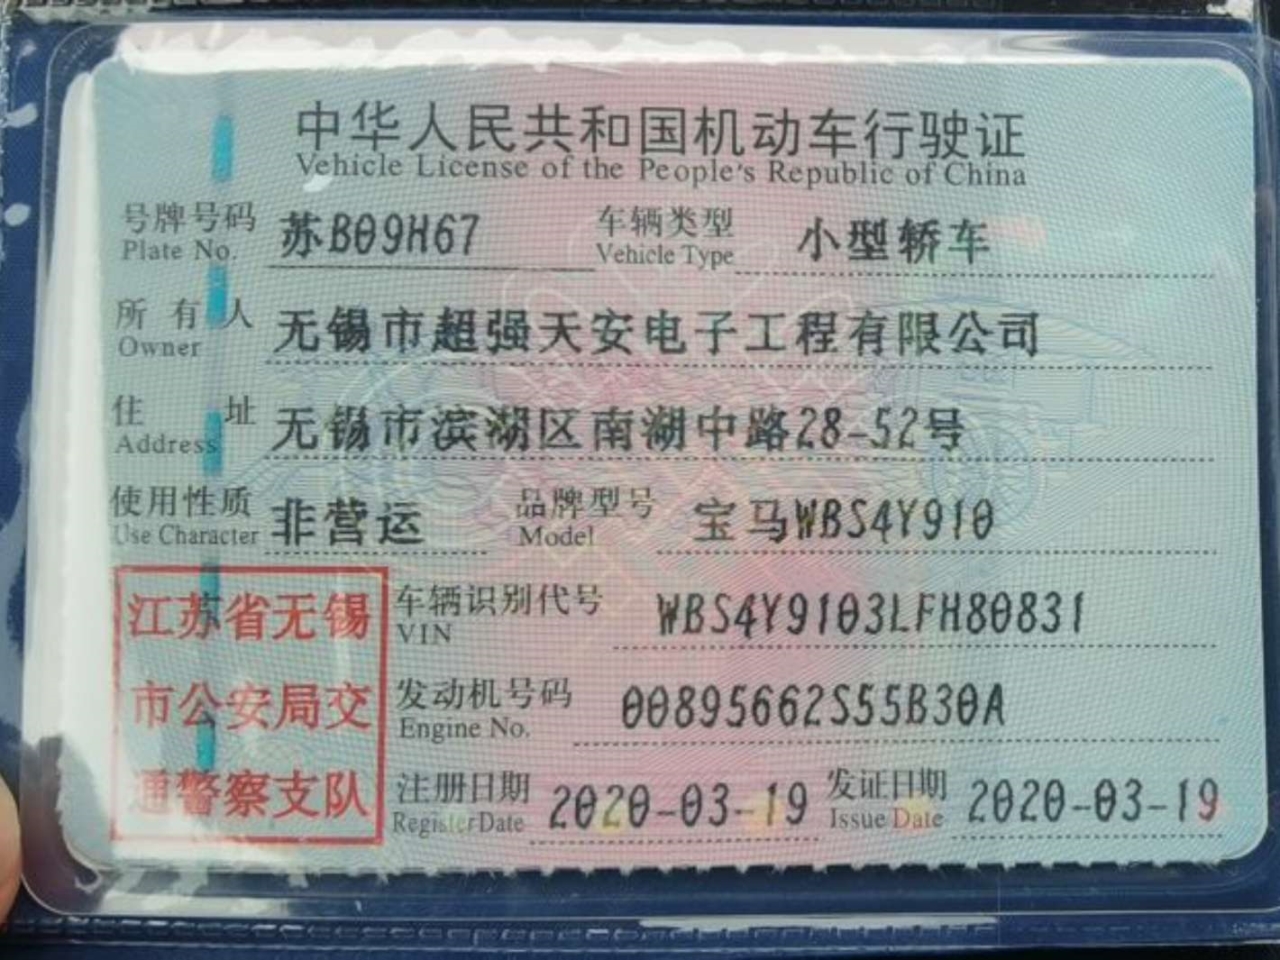 中华人民共和国机动车行驶证
Vehicle License of the People's Republic of China
号牌号码 苏B09H67 车辆类型 小型轿车
Plate No. Vehicle Type
所有人 无锡市超强天安电子工程有限公司
Owner
住址 无锡市滨湖区南湖中路28-52号
Address
使用性质 非营运 品牌型号 宝马WBS4Y910
Use Character Model
江苏省无锡
市公安局交
通警察支队
车辆识别代号 WBS4Y9103LFH80831
VIN
发动机号码 00895662S55B30A
Engine No.
注册日期 2020-03-19 发证日期 2020-03-19
Register Date Issue Date